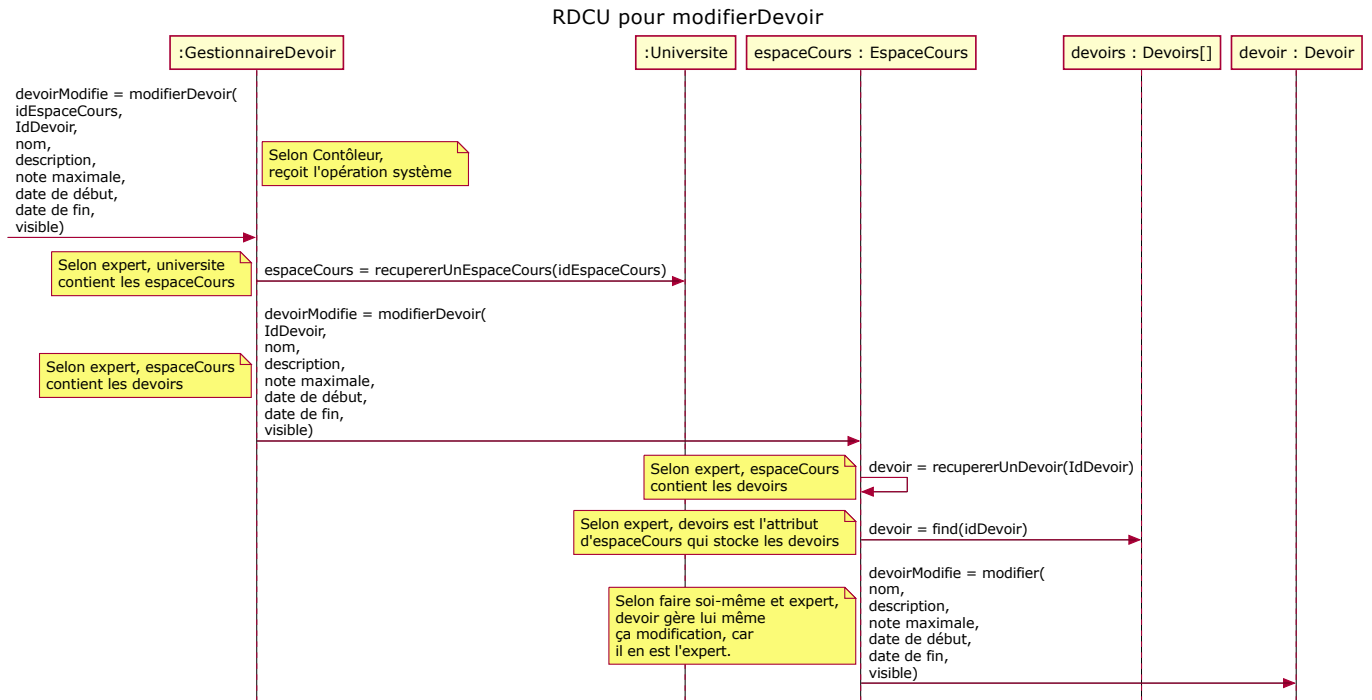 RDCU pour modifierDevoir
:GestionnaireDevoir
:Universite
espaceCours : EspaceCours
devoirs : Devoirs[]
devoir : Devoir
devoirModifie = modifierDevoir(
idEspaceCours,
IdDevoir,
nom,
description,
note maximale,
date de début,
date de fin,
visible)
Selon Contôleur,
reçoit l'opération système
Selon expert, universite
contient les espaceCours
espaceCours = recupererUnEspaceCours(idEspaceCours)
devoirModifie = modifierDevoir(
IdDevoir,
nom,
description,
note maximale,
date de début,
date de fin,
visible)
Selon expert, espaceCours
contient les devoirs
Selon expert, espaceCours
contient les devoirs
devoir = recupererUnDevoir(IdDevoir)
Selon expert, devoirs est l'attribut
d'espaceCours qui stocke les devoirs
devoir = find(idDevoir)
devoirModifie = modifier(
nom,
description,
note maximale,
date de début,
date de fin,
visible)
Selon faire soi-même et expert,
devoir gère lui même
ça modification, car
il en est l'expert.